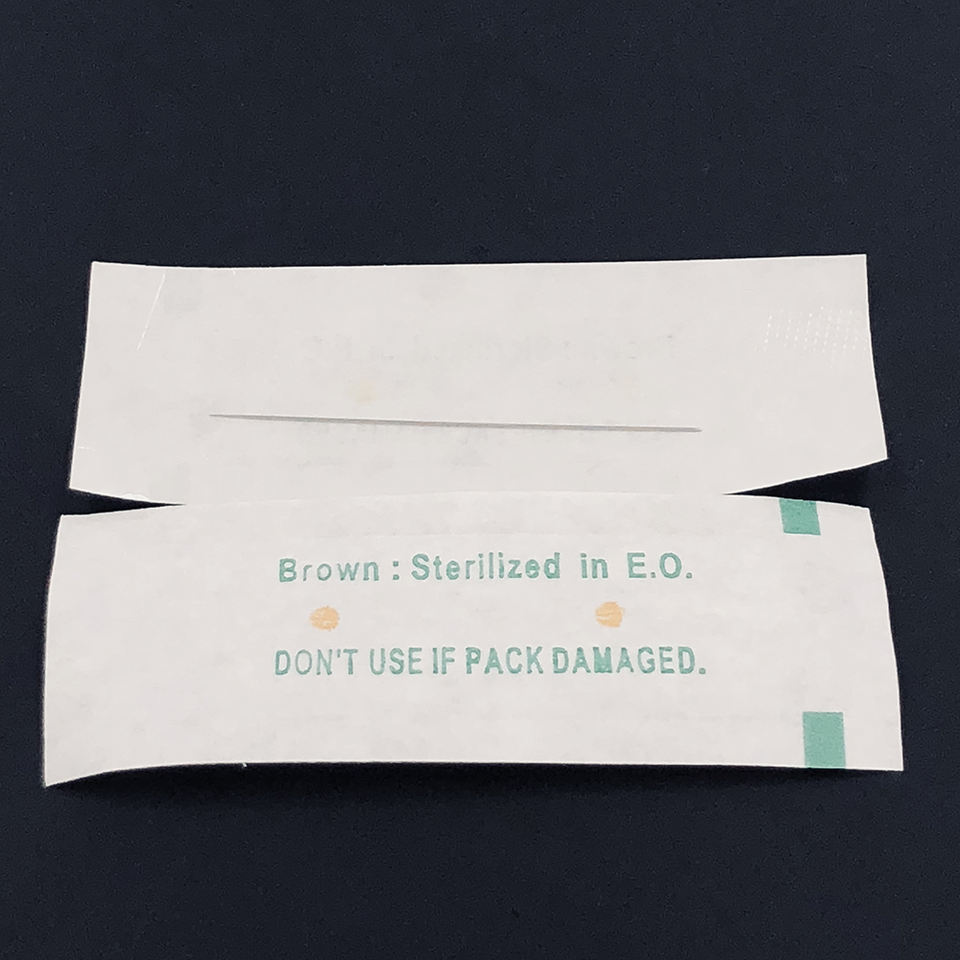 Brown : Sterilized in E.O.
DON'T USE IF PACK DAMAGED.